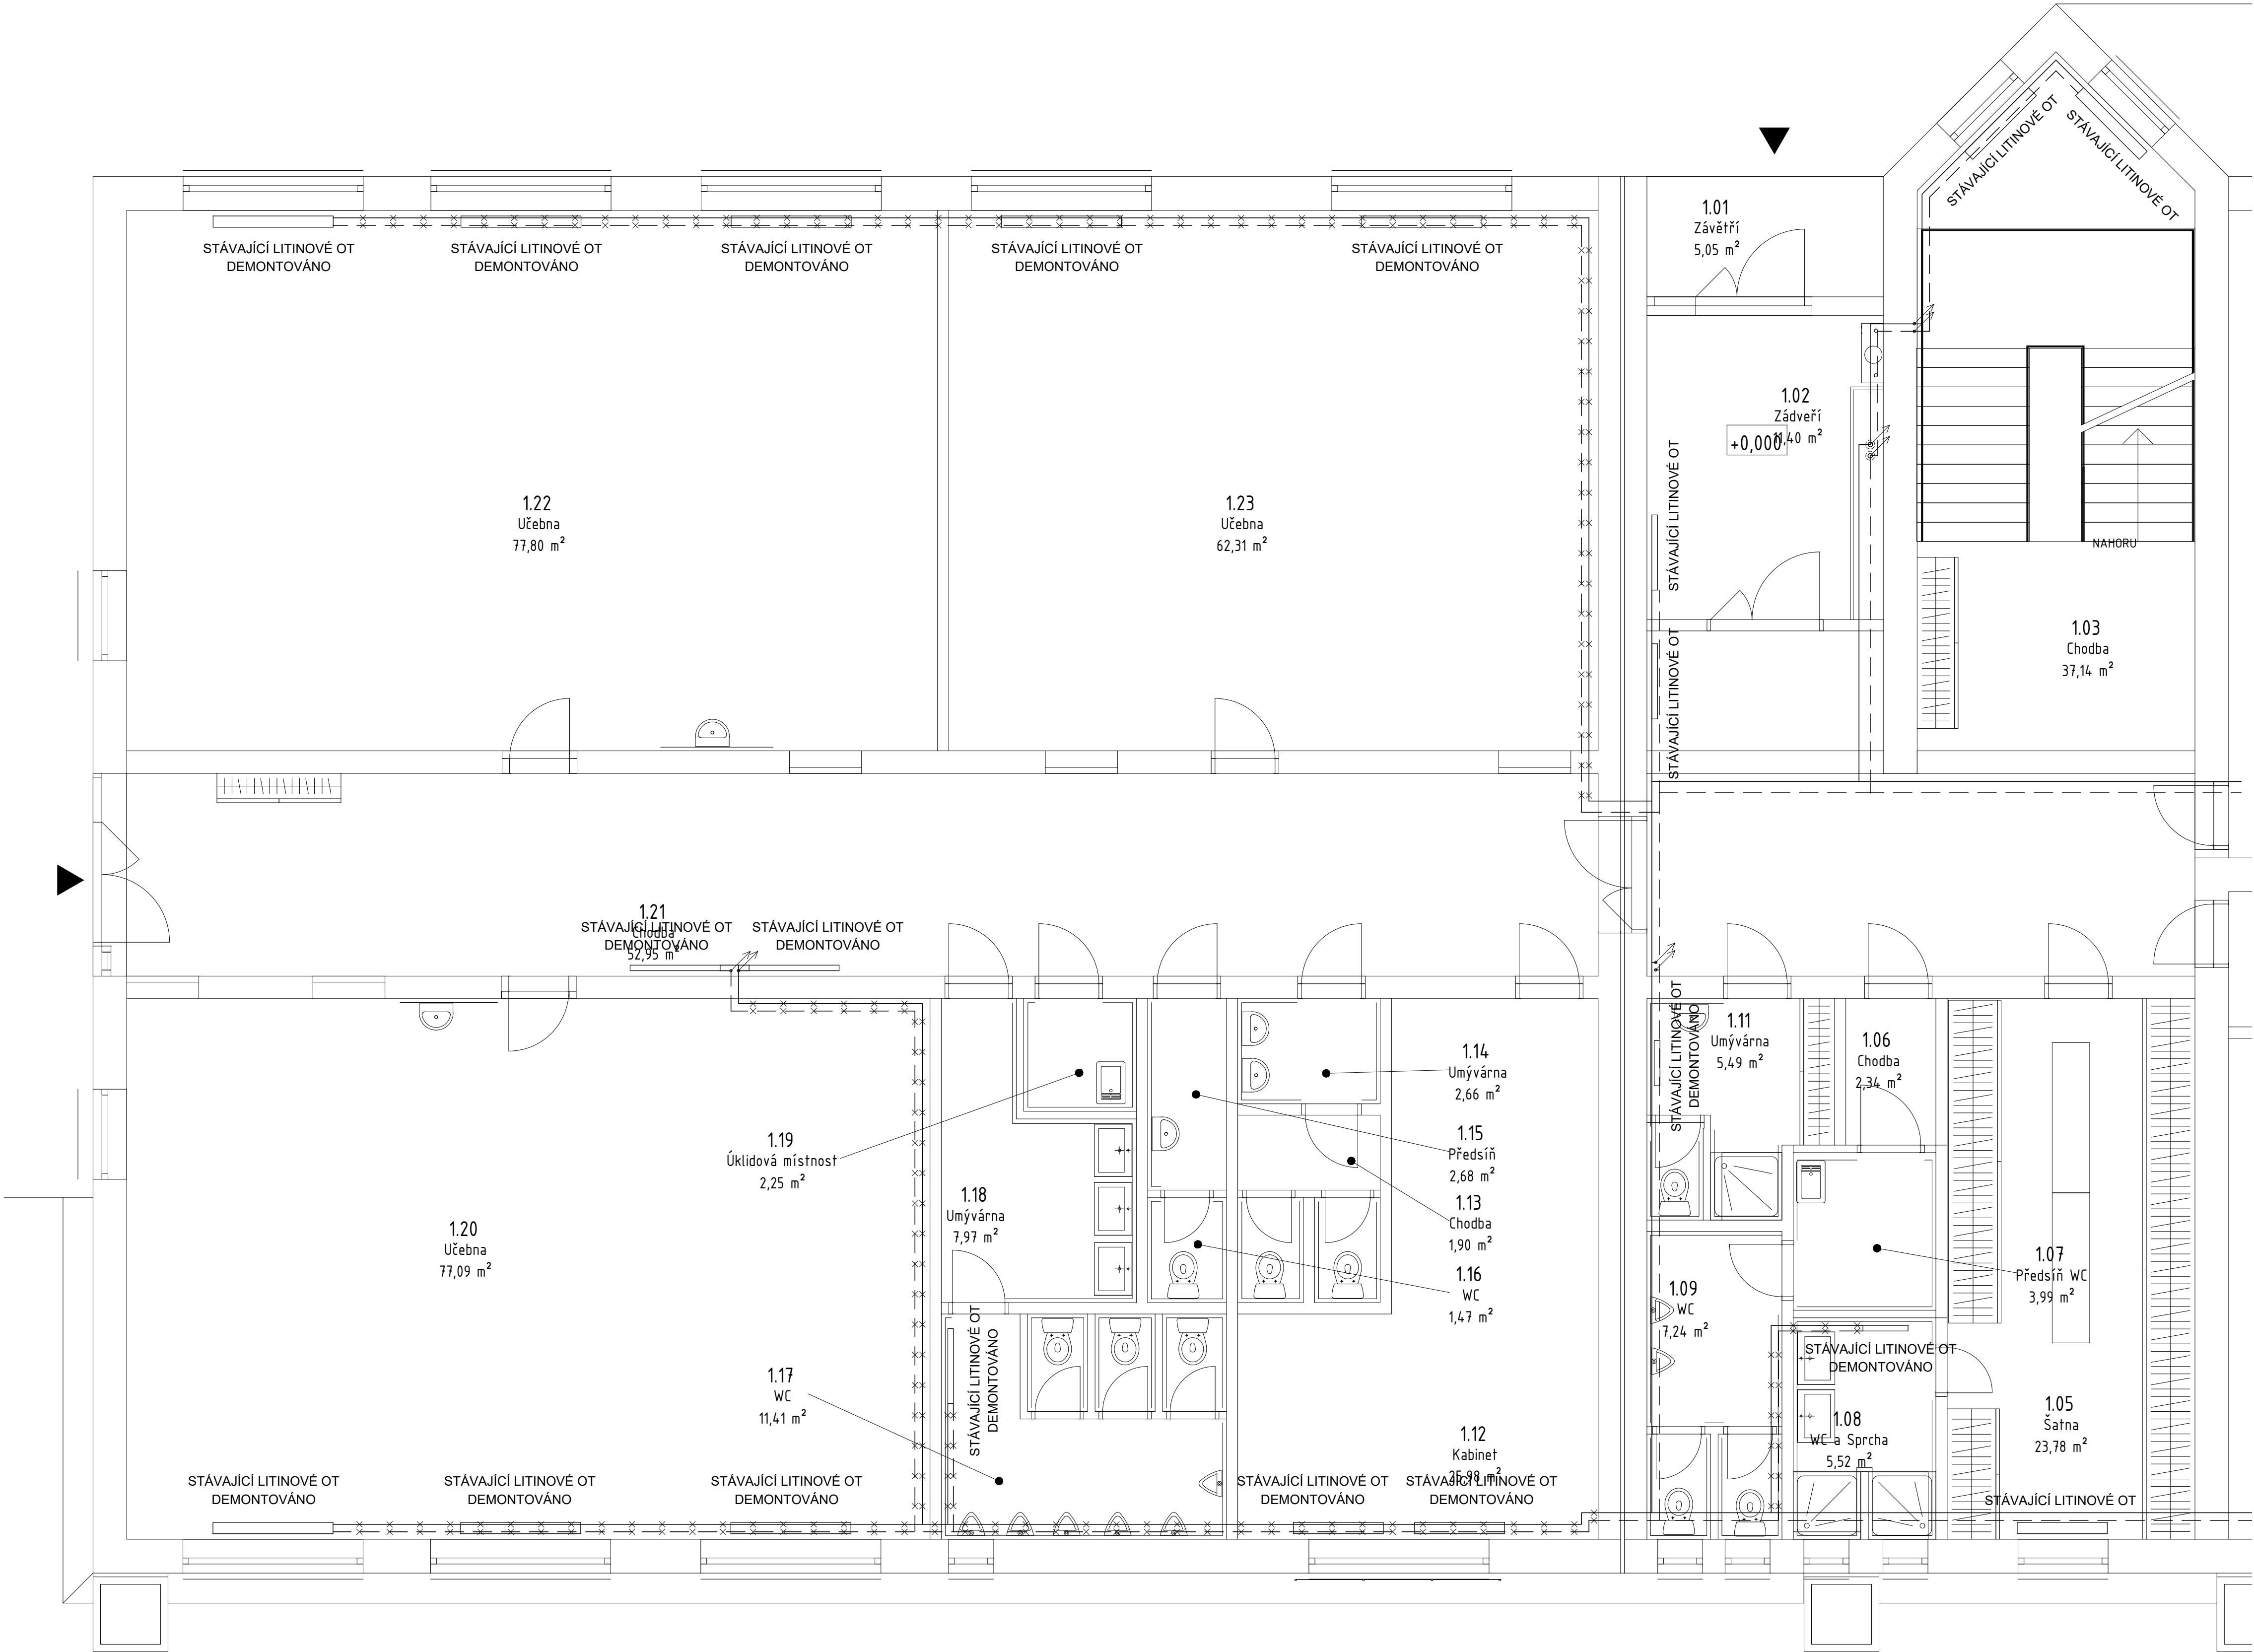 STÁVAJÍCÍ LITINOVÉ OT
STÁVAJÍCÍ LITINOVÉ OT
1.01
Závětří
5,05 m²
STÁVAJÍCÍ LITINOVÉ OT
DEMONTOVÁNO
STÁVAJÍCÍ LITINOVÉ OT
DEMONTOVÁNO
STÁVAJÍCÍ LITINOVÉ OT
DEMONTOVÁNO
STÁVAJÍCÍ LITINOVÉ OT
DEMONTOVÁNO
STÁVAJÍCÍ LITINOVÉ OT
DEMONTOVÁNO
1.02
Zádveří
11,40 m²
+0,000
STÁVAJÍCÍ LITINOVÉ OT
1.22
Učebna
77,80 m²
1.23
Učebna
62,31 m²
NAHORU
1.03
Chodba
37,14 m²
STÁVAJÍCÍ LITINOVÉ OT
1.21
Chodba
52,95 m²
STÁVAJÍCÍ LITINOVÉ OT
DEMONTOVÁNO
STÁVAJÍCÍ LITINOVÉ OT
DEMONTOVÁNO
STÁVAJÍCÍ LITINOVÉ OT
DEMONTOVÁNO
1.11
Umývárna
5,49 m²
1.06
Chodba
2,34 m²
1.14
Umývárna
2,66 m²
1.15
Předsíň
2,68 m²
1.13
Chodba
1,90 m²
1.16
WC
1,47 m²
1.19
Úklidová místnost
2,25 m²
1.18
Umývárna
7,97 m²
1.20
Učebna
77,09 m²
1.07
Předsíň WC
3,99 m²
1.09
WC
7,24 m²
STÁVAJÍCÍ LITINOVÉ OT
DEMONTOVÁNO
STÁVAJÍCÍ LITINOVÉ OT
DEMONTOVÁNO
1.17
WC
11,41 m²
1.12
Kabinet
25,98 m²
1.08
WC a Sprcha
5,52 m²
1.05
Šatna
23,78 m²
STÁVAJÍCÍ LITINOVÉ OT
DEMONTOVÁNO
STÁVAJÍCÍ LITINOVÉ OT
DEMONTOVÁNO
STÁVAJÍCÍ LITINOVÉ OT
DEMONTOVÁNO
STÁVAJÍCÍ LITINOVÉ OT
DEMONTOVÁNO
STÁVAJÍCÍ LITINOVÉ OT
DEMONTOVÁNO
STÁVAJÍCÍ LITINOVÉ OT